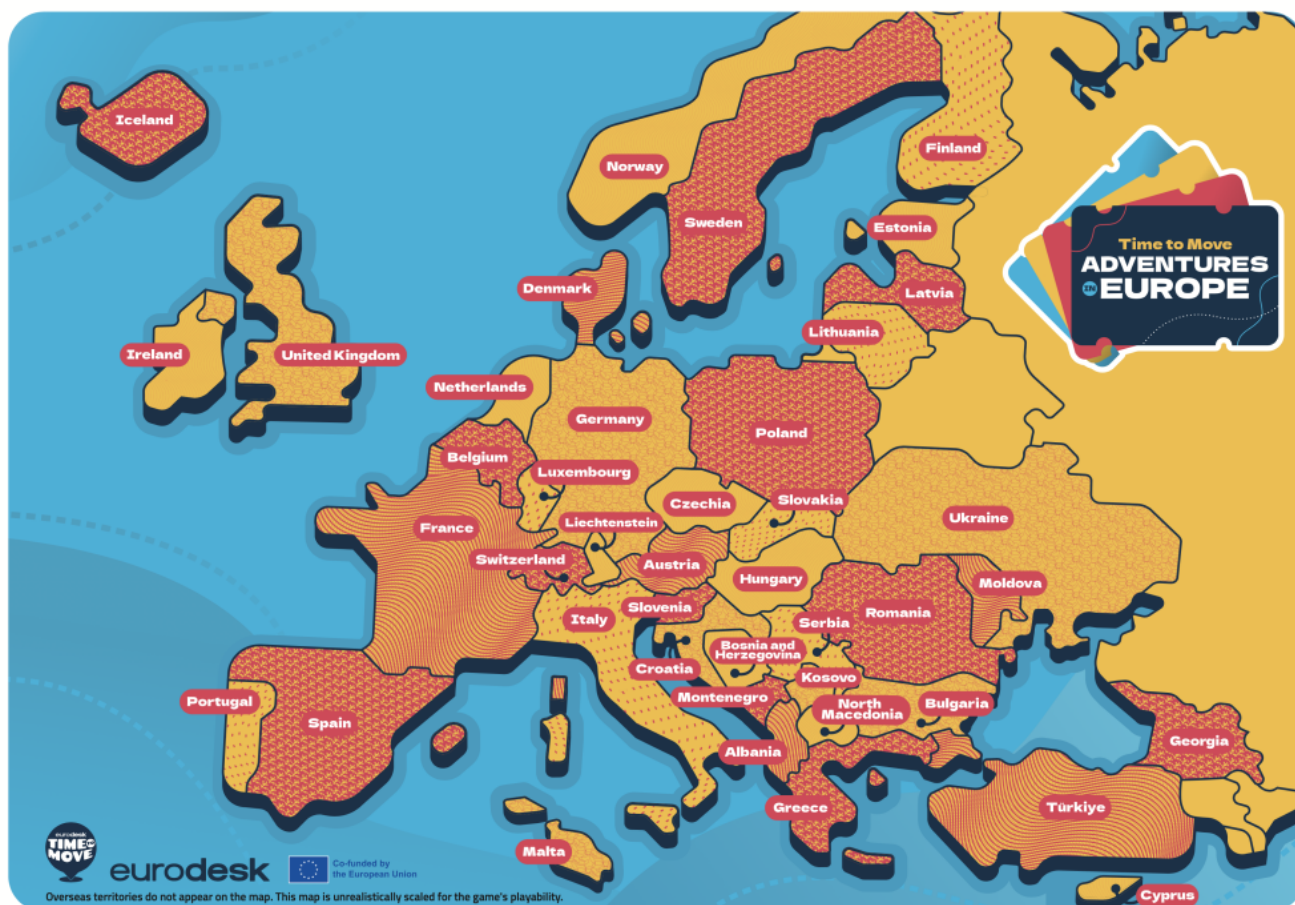 Iceland
Norway
Finland
Sweden
Estonia
Time to Move
ADVENTURES
IN EUROPE
Denmark
Latvia
Lithuania
Ireland
United Kingdom
Netherlands
Germany
Poland
Belgium
Luxembourg
Czechia
Slovakia
Ukraine
France
Liechtenstein
Switzerland
Austria
Hungary
Moldova
Slovenia
Italy
Serbia
Romania
Bosnia and
Herzegovina
Croatia
Kosovo
Montenegro
Portugal
Spain
North
Macedonia
Bulgaria
Albania
Georgia
Greece
Türkiye
Malta
Cyprus
eurodesk
TIME TO
MOVE
eurodesk
Co-funded by
the European Union
Overseas territories do not appear on the map. This map is unrealistically scaled for the game's playability.